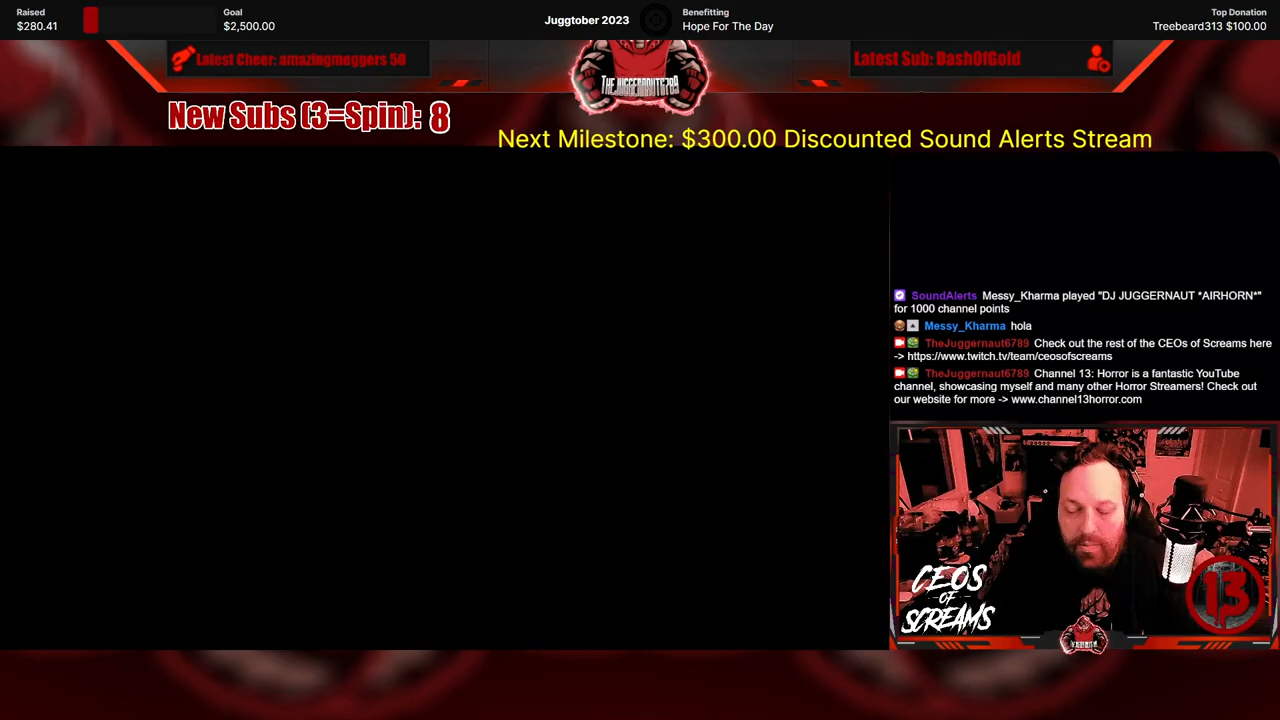 Raised
$280.41
Goal
$2,500.00
Juggtober 2023
Benefitting
Hope For The Day
Top Donation
Treebeard313 $100.00
Latest Cheer: amazingmeggers 50
THEJUGGERNAUT6789
Latest Sub: DashOfGold
New Subs (3=Spin): 8
Next Milestone: $300.00 Discounted Sound Alerts Stream
SoundAlerts Messy_Kharma played "DJ JUGGERNAUT *AIRHORN*"
for 1000 channel points
Messy_Kharma hola
TheJuggernaut6789 Check out the rest of the CEOs of Screams here
-> https://www.twitch.tv/team/ceosofscreams
TheJuggernaut6789 Channel 13: Horror is a fantastic YouTube
channel, showcasing myself and many other Horror Streamers! Check out
our website for more -> www.channel13horror.com
CEOS
OF
SCREAMS
13